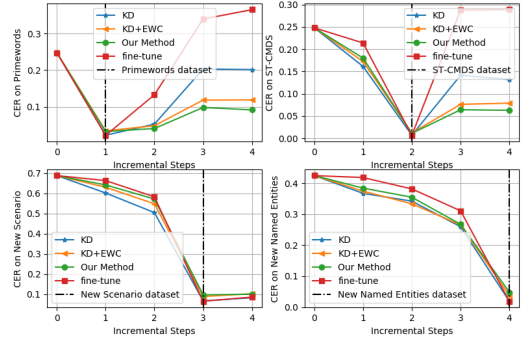 CER on Primewords
0.3
0.2
0.1
KD
KD+EWC
Our Method
fine-tune
Primewords dataset
0 1 2 3 4
Incremental Steps
CER on ST-CMDS
0.30
0.25
0.20
0.15
0.10
0.05
0.00
KD
KD+EWC
Our Method
fine-tune
ST-CMDS dataset
0 1 2 3 4
Incremental Steps
CER on New Scenario
0.7
0.6
0.5
0.4
0.3
0.2
0.1
KD
KD+EWC
Our Method
fine-tune
New Scenario dataset
0 1 2 3 4
Incremental Steps
CER on New Named Entities
0.4
0.3
0.2
0.1
0.0
KD
KD+EWC
Our Method
fine-tune
New Named Entities dataset
0 1 2 3 4
Incremental Steps